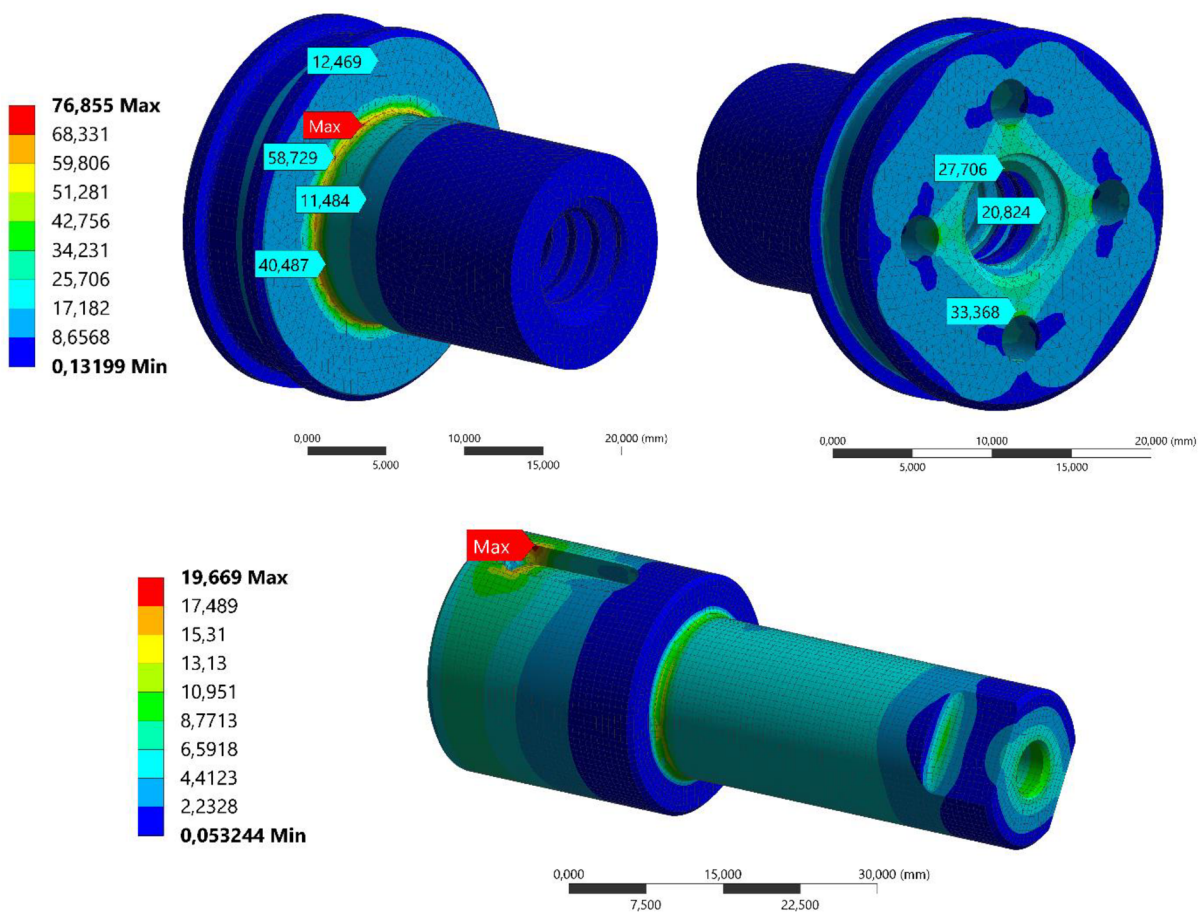 12,469
76,855 Max
68,331
59,806
51,281
42,756
34,231
25,706
17,182
8,6568
0,13199 Min
Max
58,729
11,484
40,487
27,706
20,824
33,368
0,000 10,000 20,000 (mm)
5,000 15,000
0,000 10,000 20,000 (mm)
5,000 15,000
Max
19,669 Max
17,489
15,31
13,13
10,951
8,7713
6,5918
4,4123
2,2328
0,053244 Min
0,000 15,000 30,000 (mm)
7,500 22,500